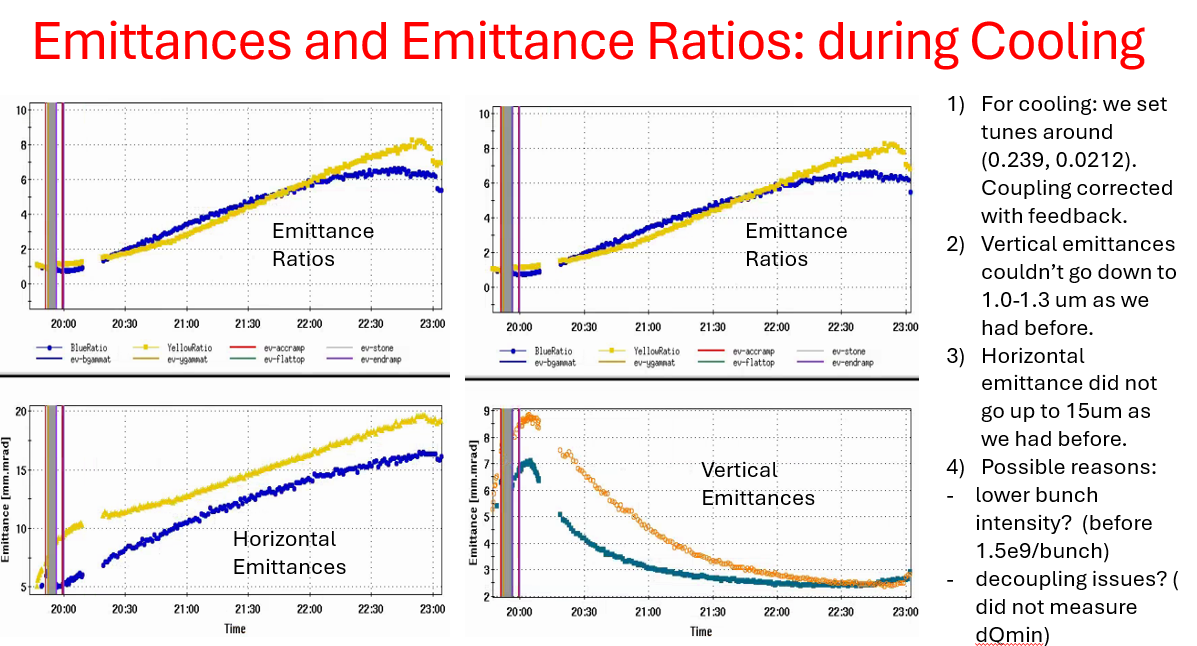 Emittances and Emittance Ratios: during Cooling
10
8
6
4
2
0
Emittance
Ratios
20:00 20:30 21:00 21:30 22:00 22:30 23:00
BlueRatio YellowRatio ev-accramp ev-stone
ev-bgammat ev-ygammat ev-flattop ev-endramp
10
8
6
4
2
0
Emittance
Ratios
20:00 20:30 21:00 21:30 22:00 22:30 23:00
BlueRatio YellowRatio ev-accramp ev-stone
ev-bgammat ev-ygammat ev-flattop ev-endramp
Emittance [mm.mrad]
20
15
10
5
Horizontal
Emittances
20:00 20:30 21:00 21:30 22:00 22:30 23:00
Time
Emittance [mm.mrad]
9
8
7
6
5
4
3
2
Vertical
Emittances
20:00 20:30 21:00 21:30 22:00 22:30 23:00
Time
1) For cooling: we set
tunes around
(0.239, 0.0212).
Coupling corrected
with feedback.
2) Vertical emittances
couldn’t go down to
1.0-1.3 um as we
had before.
3) Horizontal
emittance did not
go up to 15um as
we had before.
4) Possible reasons:
- lower bunch
intensity? (before
1.5e9/bunch)
- decoupling issues? (
did not measure
dQmin)